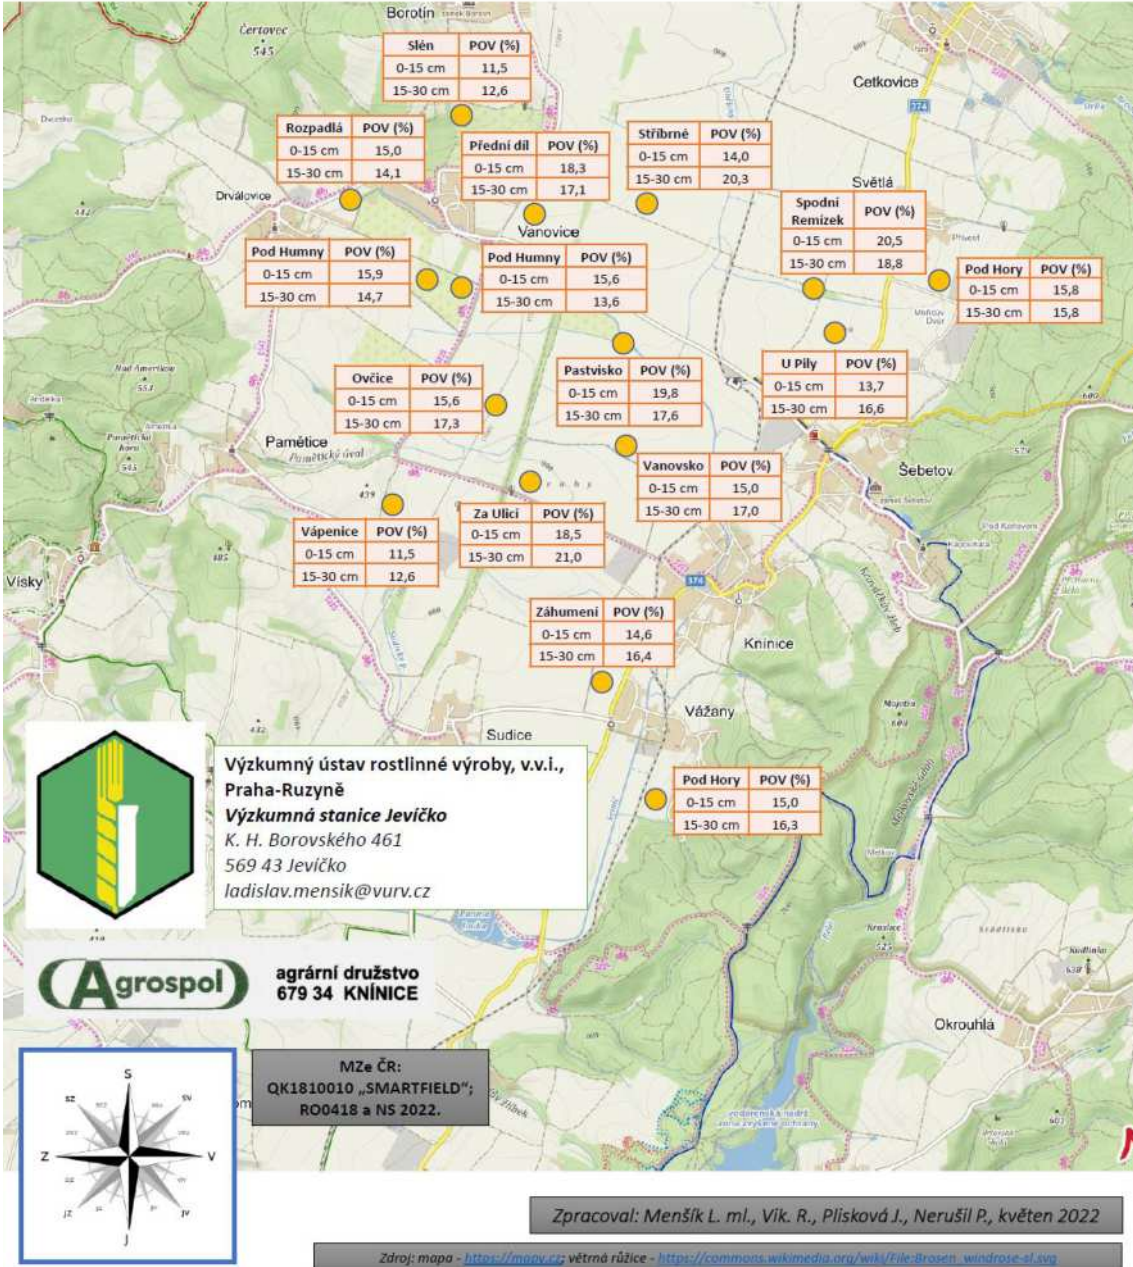 Borotín
Čertovec
545
Slén POV (%)
0-15 cm 11,5
15-30 cm 12,6
Cetkovice
374
Rozpadlá POV (%)
0-15 cm 15,0
15-30 cm 14,1
Přední díl POV (%)
0-15 cm 18,3
15-30 cm 17,1
Stříbrné POV (%)
0-15 cm 14,0
15-30 cm 20,3
Světlá
Drválovice
Vanovice
Spodní Remízek POV (%)
0-15 cm 20,5
15-30 cm 18,8
Pod Humny POV (%)
0-15 cm 15,9
15-30 cm 14,7
Pod Humny POV (%)
0-15 cm 15,6
15-30 cm 13,6
Pod Hory POV (%)
0-15 cm 15,8
15-30 cm 15,8
U Pily POV (%)
0-15 cm 13,7
15-30 cm 16,6
Ovčice POV (%)
0-15 cm 15,6
15-30 cm 17,3
Pastvisko POV (%)
0-15 cm 19,8
15-30 cm 17,6
Pamětice
Pamětický úval
Šebetov
Vanovsko POV (%)
0-15 cm 15,0
15-30 cm 17,0
439
Vápenice POV (%)
0-15 cm 11,5
15-30 cm 12,6
Za Ulicí POV (%)
0-15 cm 18,5
15-30 cm 21,0
Vísky
374
Záhumení POV (%)
0-15 cm 14,6
15-30 cm 16,4
Knínice
Vážany
Sudice
432
Pod Hory POV (%)
0-15 cm 15,0
15-30 cm 16,3
Výzkumný ústav rostlinné výroby, v.v.i.,
Praha-Ruzyně
Výzkumná stanice Jevíčko
K. H. Borovského 461
569 43 Jevíčko
ladislav.mensik@vurv.cz
Agrospol
agrární družstvo
679 34 KNÍNICE
Okrouhlá
MZe ČR:
QK1810010 „SMARTFIELD“;
RO0418 a NS 2022.
S
sz sv
Z V
jz jv
J
Zpracoval: Menšík L. ml., Vik. R., Plisková J., Nerušil P., květen 2022
Zdroj: mapa - https://mapy.cz; větrná růžice - https://commons.wikimedia.org/wiki/File:Brosen_windrose-sl.svg